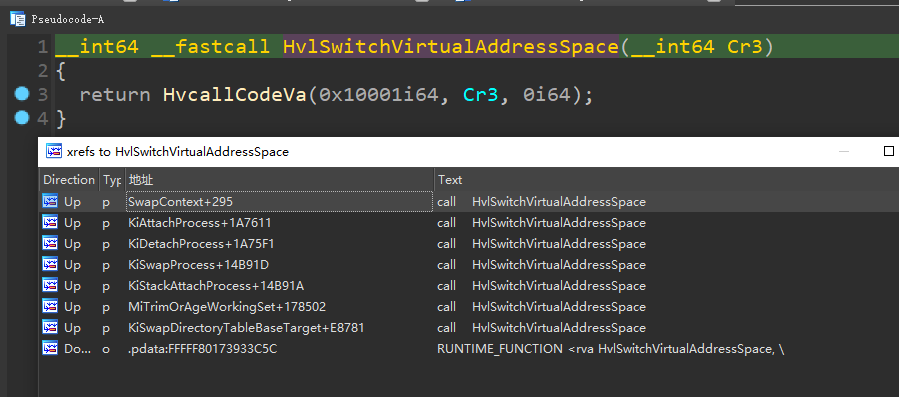 Pseudocode-A
1 __int64 __fastcall HvlSwitchVirtualAddressSpace(__int64 Cr3)
2 {
3 return HvcallCodeVa(0x10001i64, Cr3, 0i64);
4 }
xrefs to HvlSwitchVirtualAddressSpace
Direction Typ 地址 Text
Up p SwapContext+295 call HvlSwitchVirtualAddressSpace
Up p KiAttachProcess+1A7611 call HvlSwitchVirtualAddressSpace
Up p KiDetachProcess+1A75F1 call HvlSwitchVirtualAddressSpace
Up p KiSwapProcess+14B91D call HvlSwitchVirtualAddressSpace
Up p KiStackAttachProcess+14B91A call HvlSwitchVirtualAddressSpace
Up p MiTrimOrAgeWorkingSet+178502 call HvlSwitchVirtualAddressSpace
Up p KiSwapDirectoryTableBaseTarget+E8781 call HvlSwitchVirtualAddressSpace
Do... o .pdata:FFFFF80173933C5C RUNTIME_FUNCTION <rva HvlSwitchVirtualAddressSpace, \